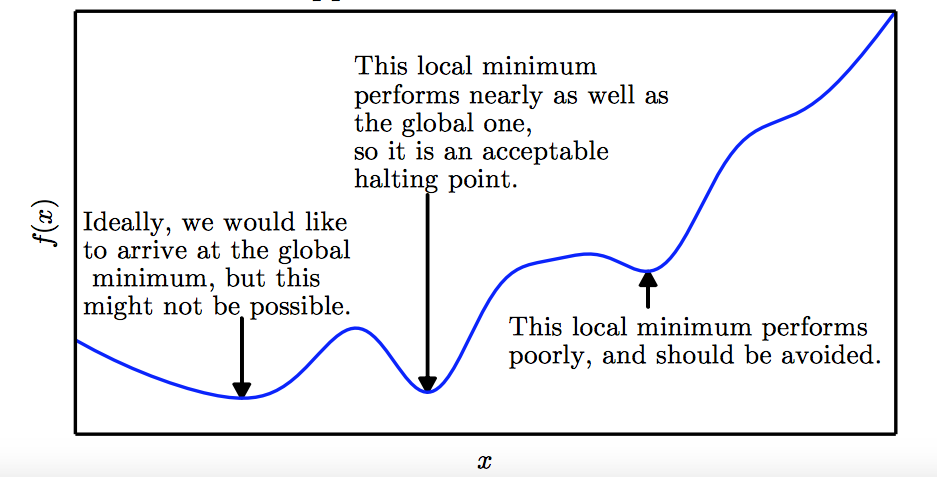 This local minimum
performs nearly as well as
the global one,
so it is an acceptable
halting point.
Ideally, we would like
to arrive at the global
minimum, but this
might not be possible.
This local minimum performs
poorly, and should be avoided.
f(x)
x